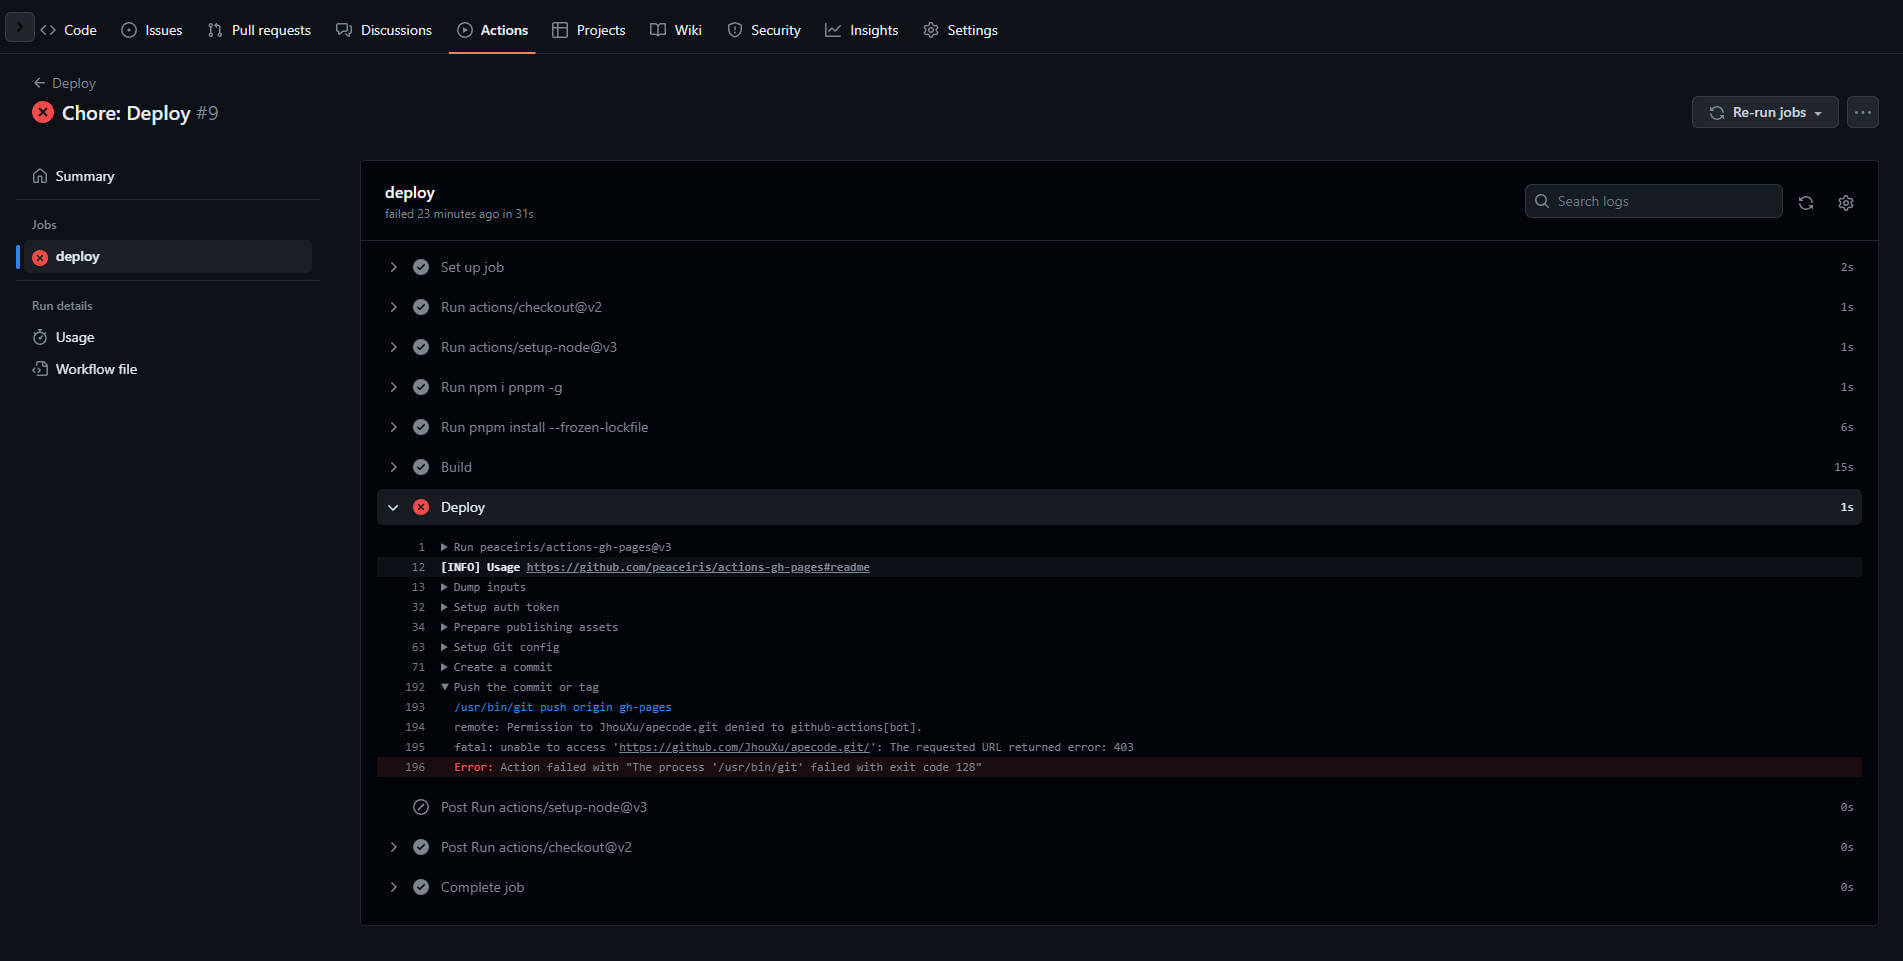 Code Issues Pull requests Discussions Actions Projects Wiki Security Insights Settings
Deploy
Chore: Deploy #9
Re-run jobs
Summary
Jobs
deploy
Run details
Usage
Workflow file
deploy
failed 23 minutes ago in 31s
Search logs
Set up job 2s
Run actions/checkout@v2 1s
Run actions/setup-node@v3 1s
Run npm i pnpm -g 1s
Run pnpm install --frozen-lockfile 6s
Build 15s
Deploy 1s
1 Run peaceiris/actions-gh-pages@v3
12 [INFO] Usage https://github.com/peaceiris/actions-gh-pages#readme
13 Dump inputs
32 Setup auth token
34 Prepare publishing assets
63 Setup Git config
71 Create a commit
192 Push the commit or tag
193 /usr/bin/git push origin gh-pages
194 remote: Permission to JhouXu/apecode.git denied to github-actions[bot].
195 fatal: unable to access 'https://github.com/JhouXu/apecode.git/': The requested URL returned error: 403
196 Error: Action failed with "The process '/usr/bin/git' failed with exit code 128"
Post Run actions/setup-node@v3 0s
Post Run actions/checkout@v2 0s
Complete job 0s